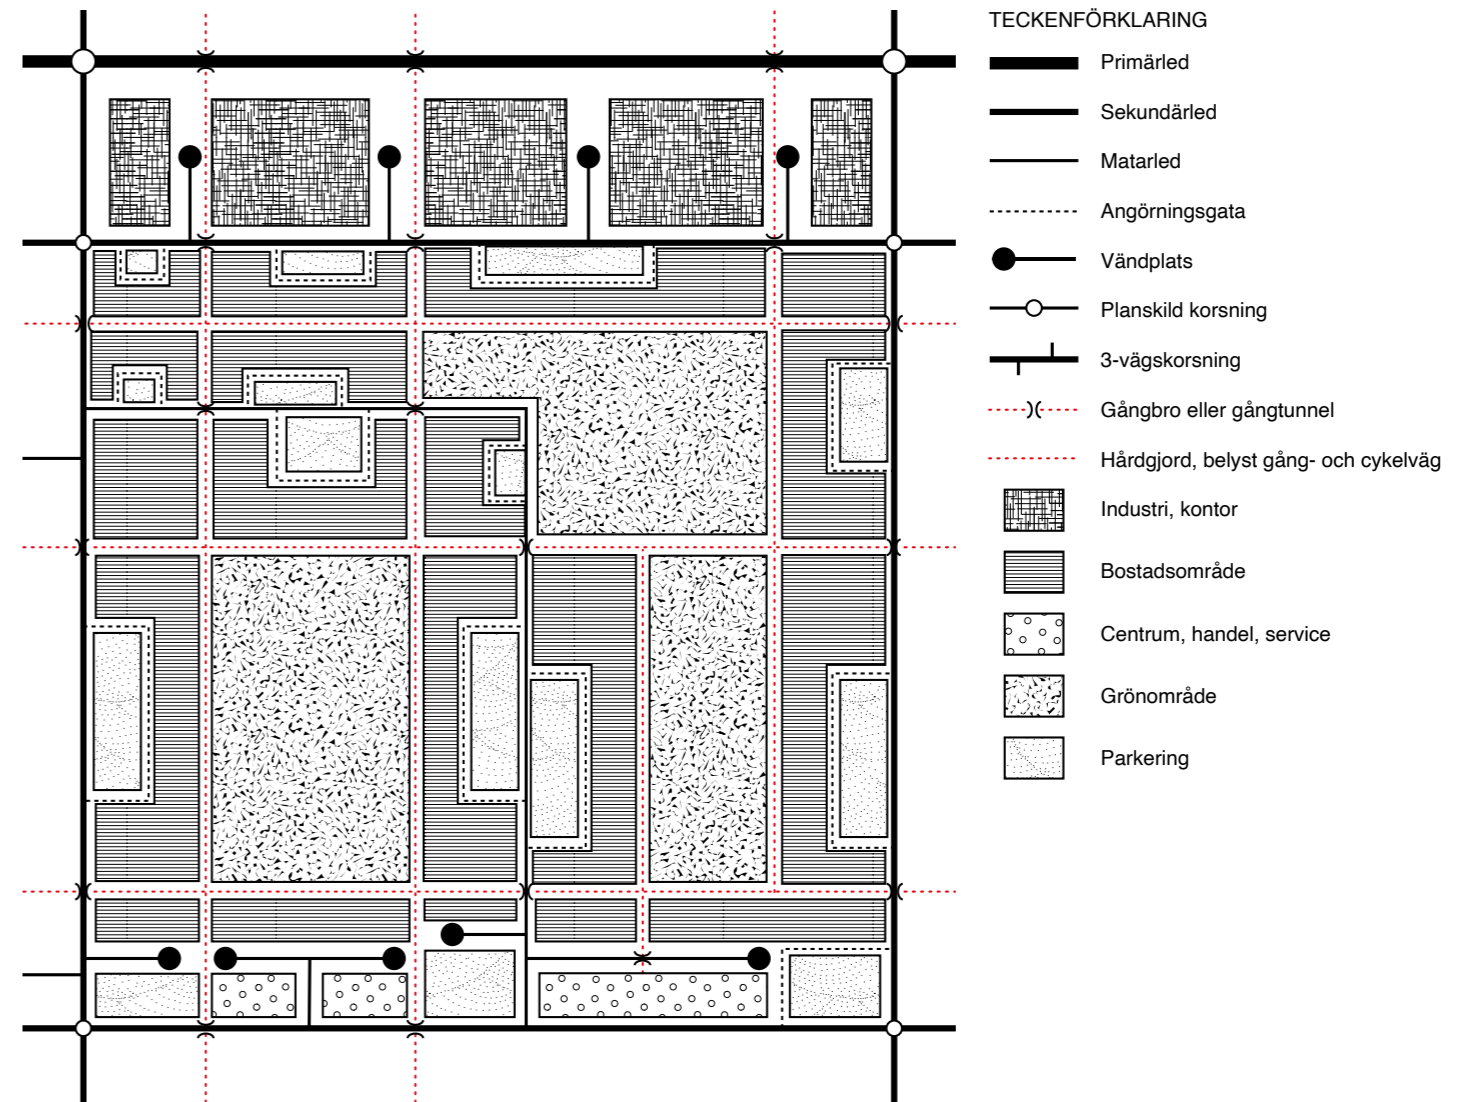 TECKENFÖRKLARING
Primärled
Sekundärled
Matarled
Angörningsgata
Vändplats
Planskild korsning
3-vägskorsning
Gångbro eller gångtunnel
Hårdgjord, belyst gång- och cykelväg
Industri, kontor
Bostadsområde
Centrum, handel, service
Grönområde
Parkering